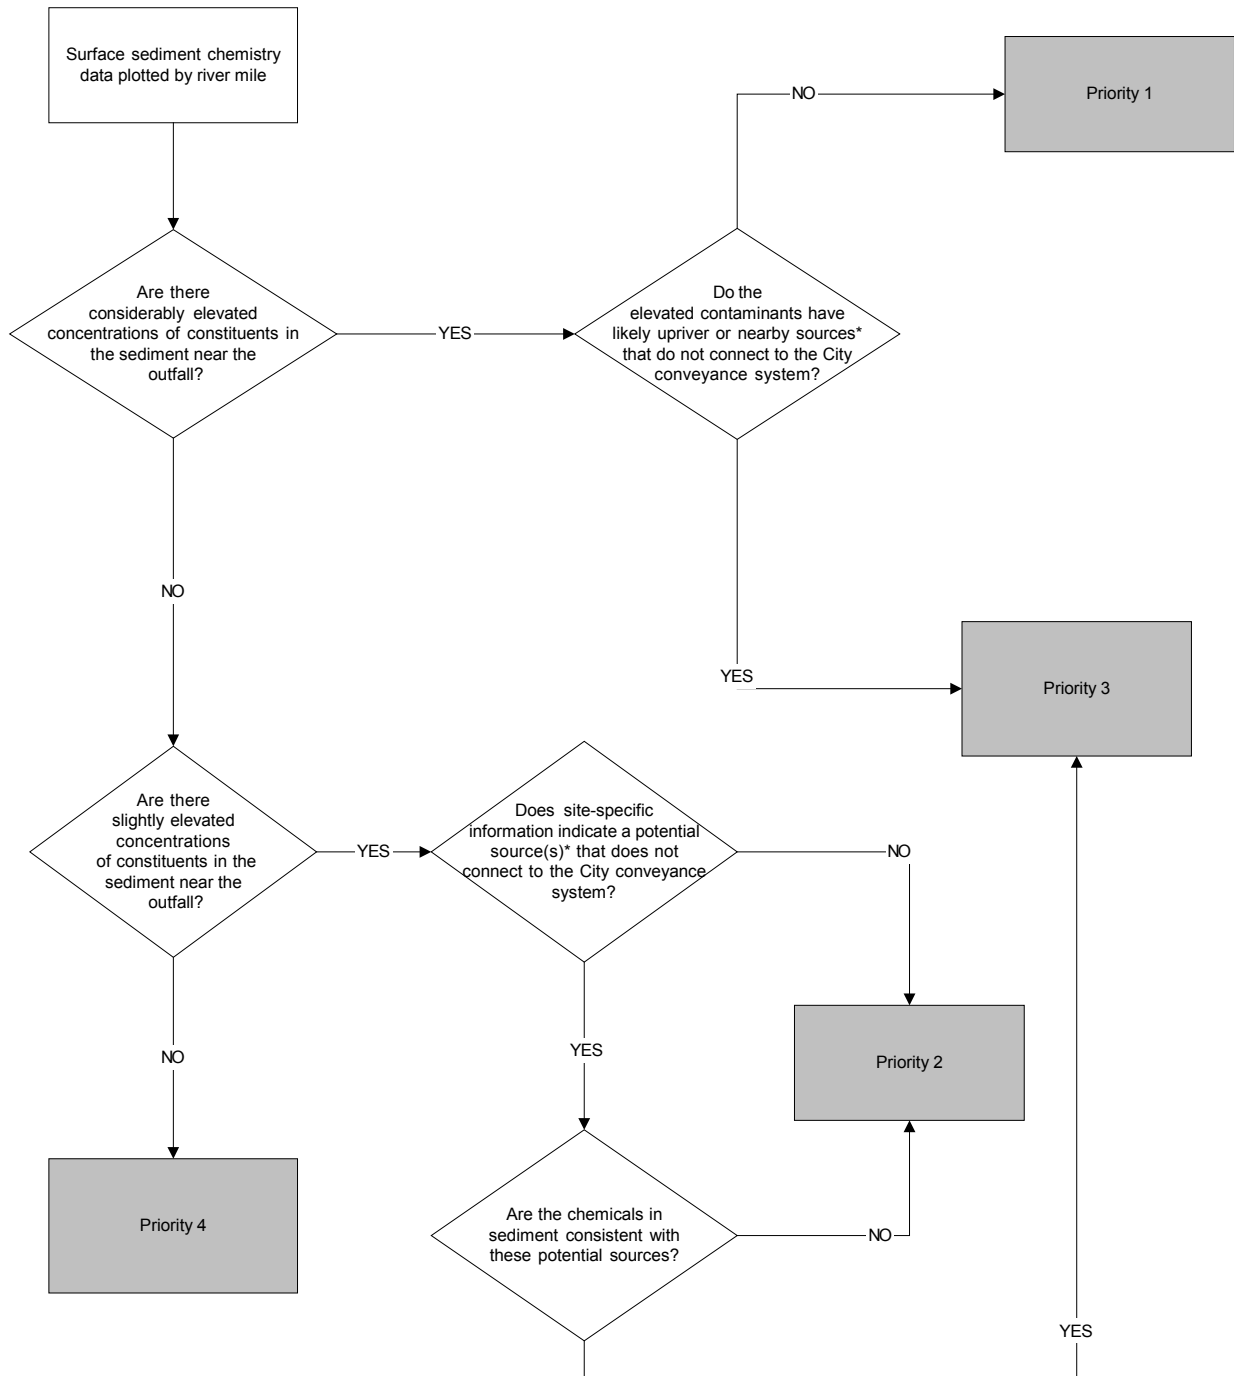 Surface sediment chemistry
data plotted by river mile
NO
Priority 1
Are there
considerably elevated
concentrations of constituents in
the sediment near the
outfall?
YES
Do the
elevated contaminants have
likely upriver or nearby sources*
that do not connect to the City
conveyance system?
NO
YES
Priority 3
Are there
slightly elevated
concentrations
of constituents in the
sediment near the
outfall?
YES
Does site-specific
information indicate a potential
source(s)* that does not
connect to the City conveyance
system?
NO
NO
YES
Priority 2
Priority 4
Are the chemicals in
sediment consistent with
these potential sources?
NO
YES